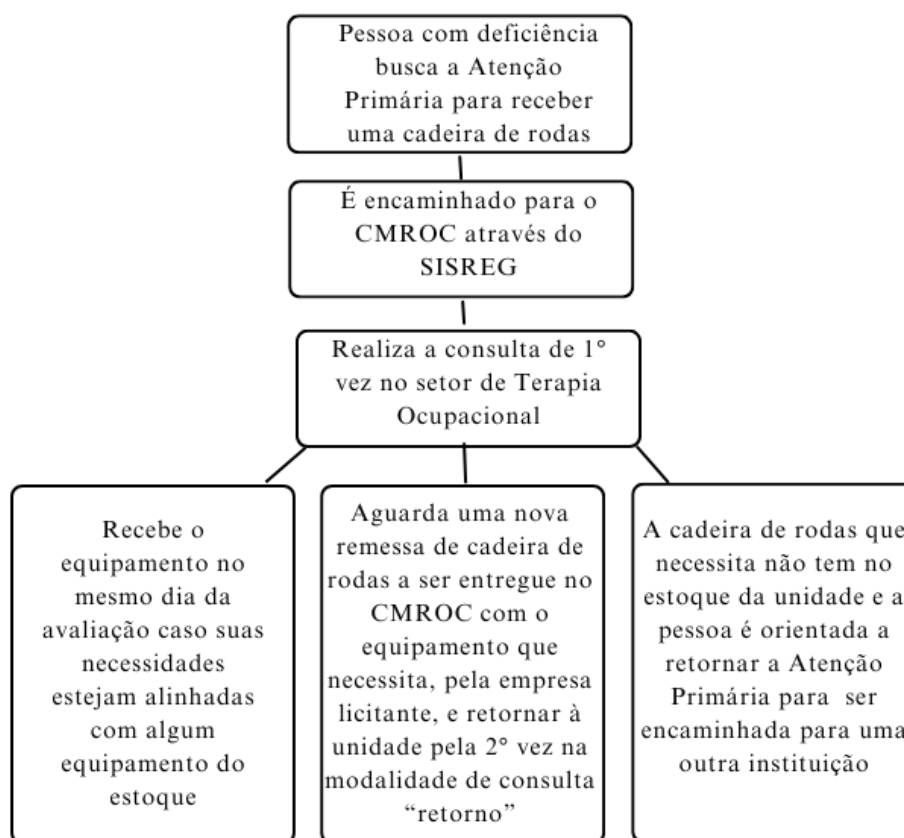 Pessoa com deficiência
busca a Atenção
Primária para receber
uma cadeira de rodas
É encaminhado para o
CMROC através do
SISREG
Realiza a consulta de 1°
vez no setor de Terapia
Ocupacional
Recebe o
equipamento no
mesmo dia da
avaliação caso suas
necessidades
estejam alinhadas
com algum
equipamento do
estoque
Aguarda uma nova
remessa de cadeira de
rodas a ser entregue no
CMROC com o
equipamento que
necessita, pela empresa
licitante, e retornar à
unidade pela 2° vez na
modalidade de consulta
“retorno”
A cadeira de rodas que
necessita não tem no
estoque da unidade e a
pessoa é orientada a
retornar a Atenção
Primária para ser
encaminhada para uma
outra instituição